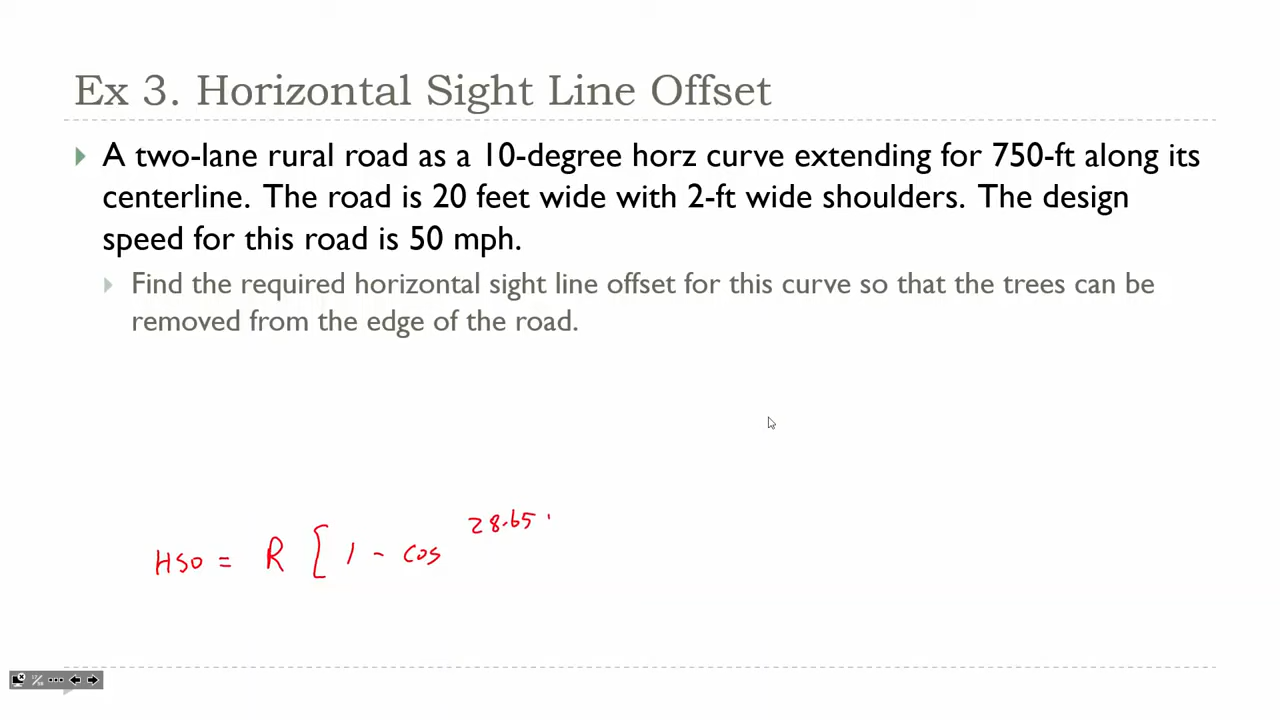 Ex 3. Horizontal Sight Line Offset
A two-lane rural road as a 10-degree horz curve extending for 750-ft along its
centerline. The road is 20 feet wide with 2-ft wide shoulders. The design
speed for this road is 50 mph.
Find the required horizontal sight line offset for this curve so that the trees can be
removed from the edge of the road.
HSO = R [ 1 - cos 28.65 ·